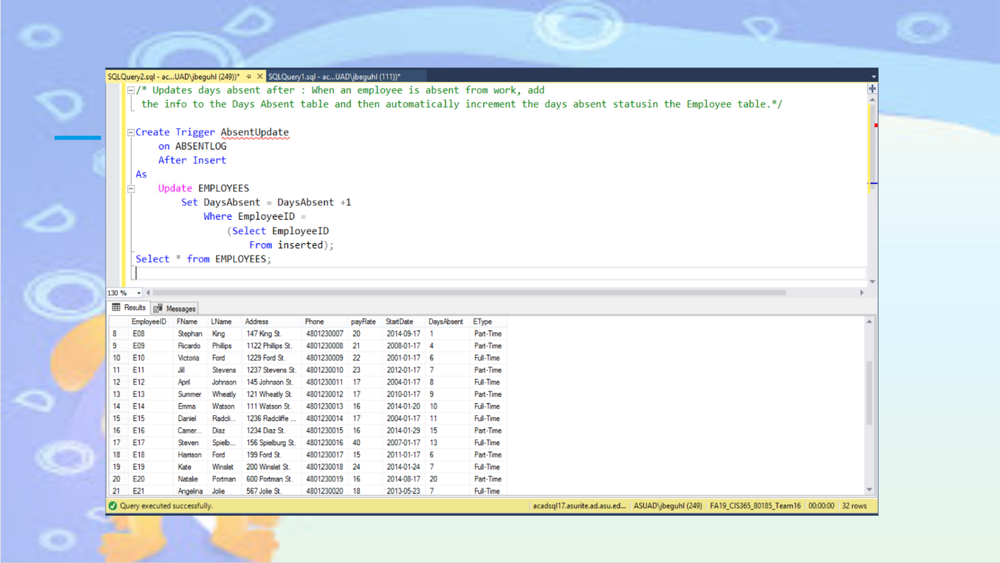 SQLQuery2.sql - ac...UAD\jbeguhl (249))* SQLQuery1.sql - ac...UAD\jbeguhl (111))*
/* Updates days absent after : When an employee is absent from work, add
the info to the Days Absent table and then automatically increment the days absent statusin the Employee table.*/
Create Trigger AbsentUpdate
on ABSENTLOG
After Insert
As
Update EMPLOYEES
Set DaysAbsent = DaysAbsent +1
Where EmployeeID =
(Select EmployeeID
From inserted);
Select * from EMPLOYEES;
130 %
Results Messages
EmployeeID FName LName Address Phone payRate StartDate DaysAbsent EType
8 E08 Stephan King 147 King St. 4801230007 20 2014-09-17 1 Part-Time
9 E09 Ricardo Phillips 1122 Phillips St. 4801230008 21 2008-01-17 4 Part-Time
10 E10 Victoria Ford 1229 Ford St. 4801230009 22 2001-01-17 6 Full-Time
11 E11 Jill Stevens 1237 Stevens St. 4801230010 23 2012-01-17 7 Part-Time
12 E12 April Johnson 145 Johnson St. 4801230011 17 2004-01-17 8 Full-Time
13 E13 Summer Wheatly 121 Wheatly St. 4801230012 17 2010-01-17 9 Part-Time
14 E14 Emma Watson 111 Watson St. 4801230013 16 2014-01-20 10 Full-Time
15 E15 Daniel Radcli... 1236 Radcliffe ... 4801230014 17 2004-01-17 11 Full-Time
16 E16 Camer... Diaz 1234 Diaz St. 4801230015 16 2014-01-29 15 Part-Time
17 E17 Steven Spielb... 156 Spielburg St. 4801230016 40 2007-01-17 13 Full-Time
18 E18 Harrison Ford 199 Ford St. 4801230017 15 2011-01-17 6 Part-Time
19 E19 Kate Winslet 200 Winslet St. 4801230018 24 2014-01-24 7 Full-Time
20 E20 Natalie Portman 600 Portman St. 4801230019 16 2014-08-17 20 Part-Time
21 E21 Angelina Jolie 567 Jolie St. 4801230020 18 2013-05-23 7 Full-Time
Query executed successfully. acadsql17.asurite.ad.asu.ed... ASUAD\jbeguhl (249) FA19_CIS365_80185_Team16 00:00:00 32 rows